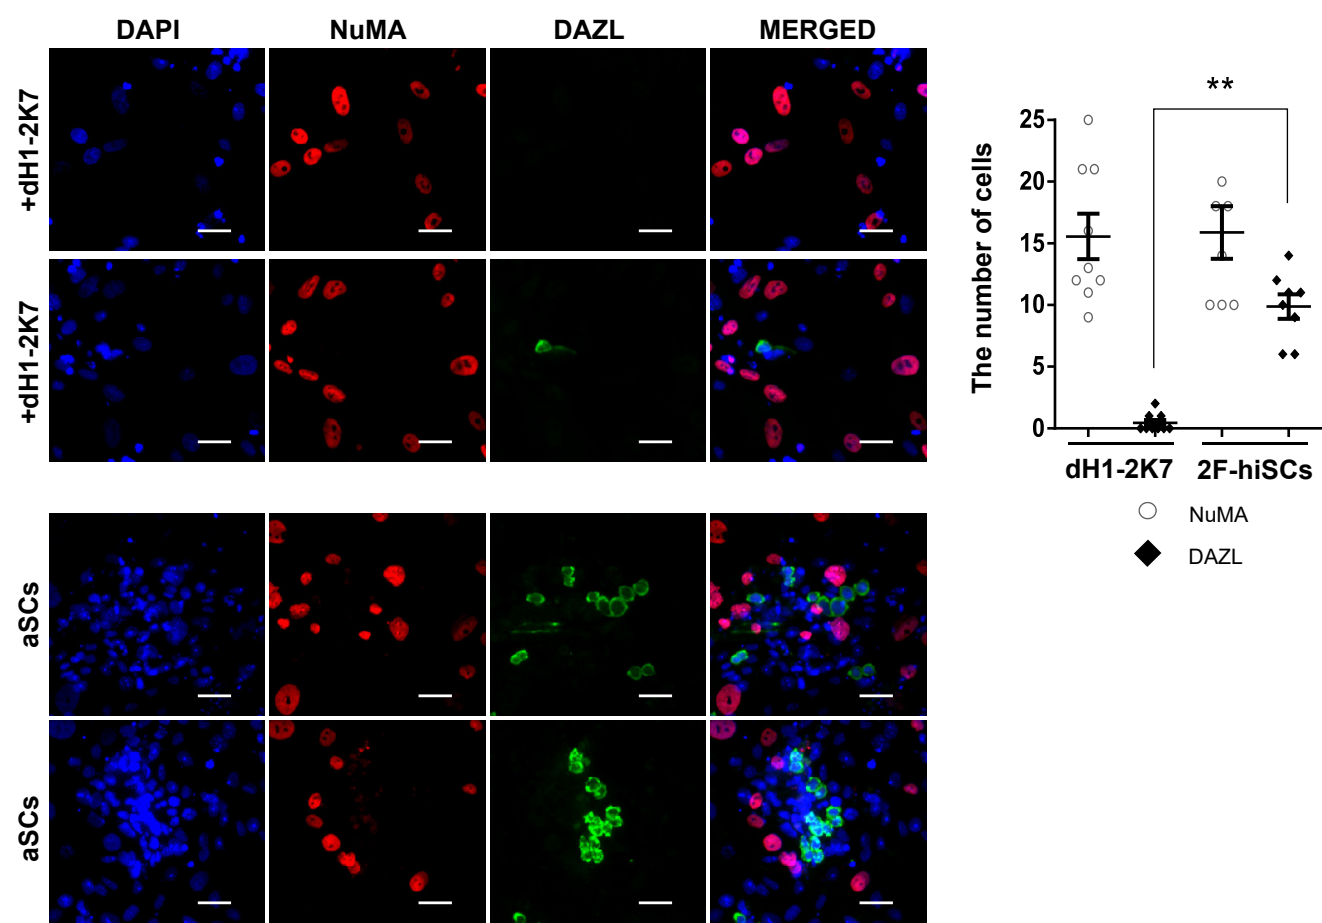 DAPI NuMA DAZL MERGED
+dH1-2K7
+dH1-2K7
aSCs
aSCs
**
The number of cells
25
20
15
10
5
0
dH1-2K7 2F-hiSCs
NuMA
DAZL